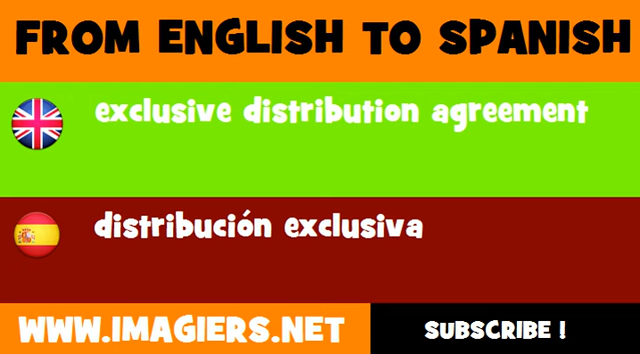 FROM ENGLISH TO SPANISH
exclusive distribution agreement
distribución exclusiva
WWW.IMAGIERS.NET
SUBSCRIBE !